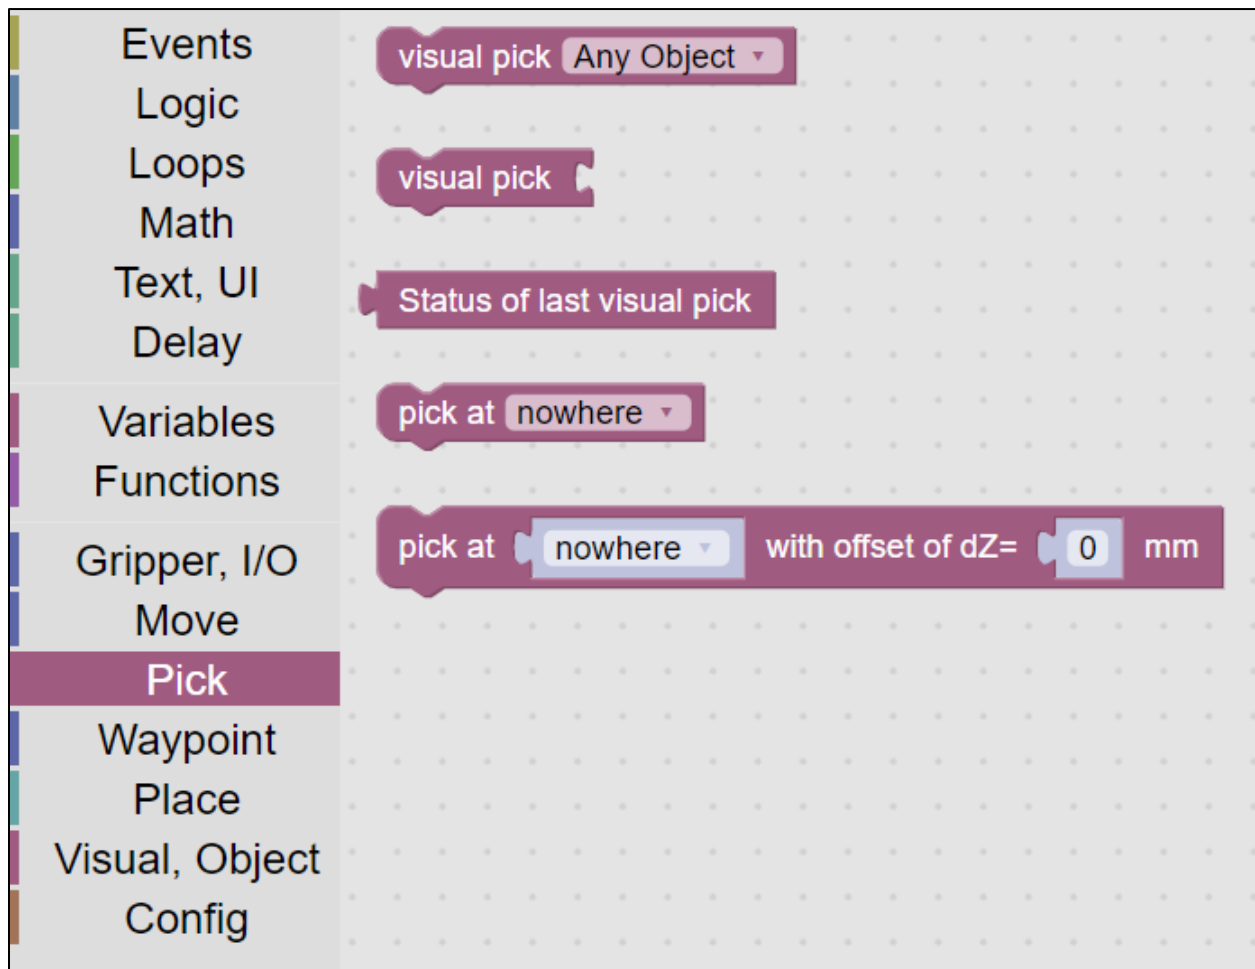 Events
Logic
Loops
Math
Text, UI
Delay
Variables
Functions
Gripper, I/O
Move
Pick
Waypoint
Place
Visual, Object
Config
visual pick Any Object
visual pick
Status of last visual pick
pick at nowhere
pick at nowhere with offset of dZ= 0 mm